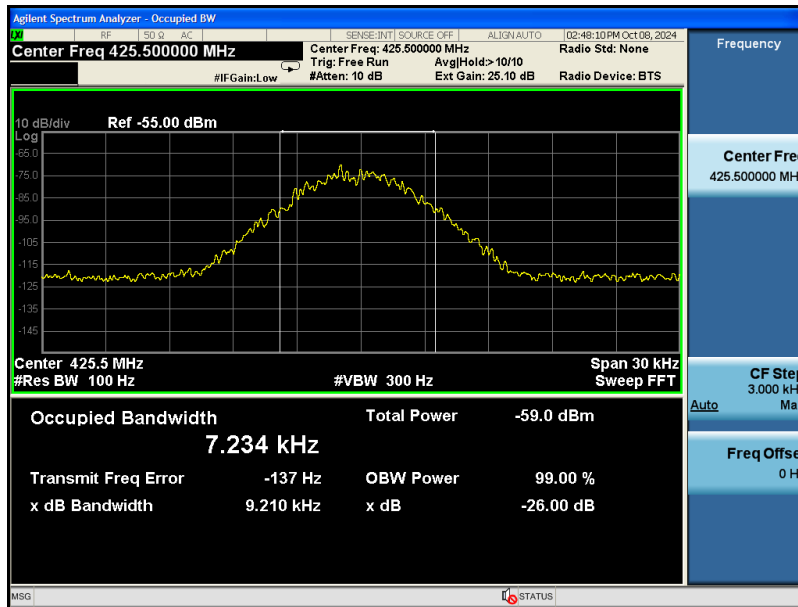 Agilent Spectrum Analyzer - Occupied BW
LXI RF 50 Ω AC SENSE:INT SOURCE OFF ALIGN AUTO 02:48:10 PM Oct 08, 2024
Center Freq 425.500000 MHz
Center Freq: 425.500000 MHz Radio Std: None
Trig: Free Run Avg|Hold:>10/10
#IFGain:Low #Atten: 10 dB Ext Gain: 25.10 dB Radio Device: BTS
10 dB/div Ref -55.00 dBm
Log
-65.0
-75.0
-85.0
-95.0
-105
-115
-125
-135
-145
Center 425.5 MHz Span 30 kHz
#Res BW 100 Hz #VBW 300 Hz Sweep FFT
Occupied Bandwidth Total Power -59.0 dBm
7.234 kHz
Transmit Freq Error -137 Hz OBW Power 99.00 %
x dB Bandwidth 9.210 kHz x dB -26.00 dB
MSG STATUS
Frequency
Center Fre
425.500000 MH
CF Step
3.000 kH
Auto Ma
Freq Offse
0 H